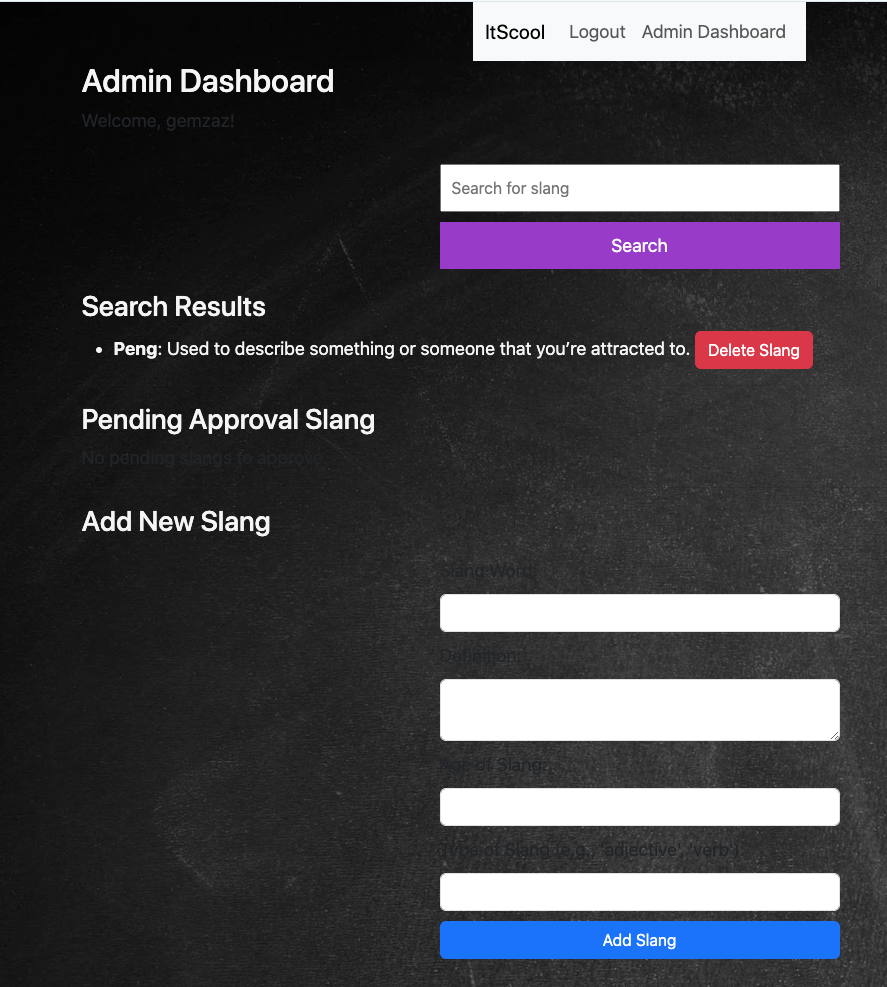 ItScool Logout Admin Dashboard
Admin Dashboard
Welcome, gemzaz!
Search for slang
Search
Search Results
• Peng: Used to describe something or someone that you’re attracted to. Delete Slang
Pending Approval Slang
No pending slangs to approve.
Add New Slang
Slang Word:
Definition:
Age of Slang:
Type of Slang (e.g., 'adjective', 'verb'):
Add Slang